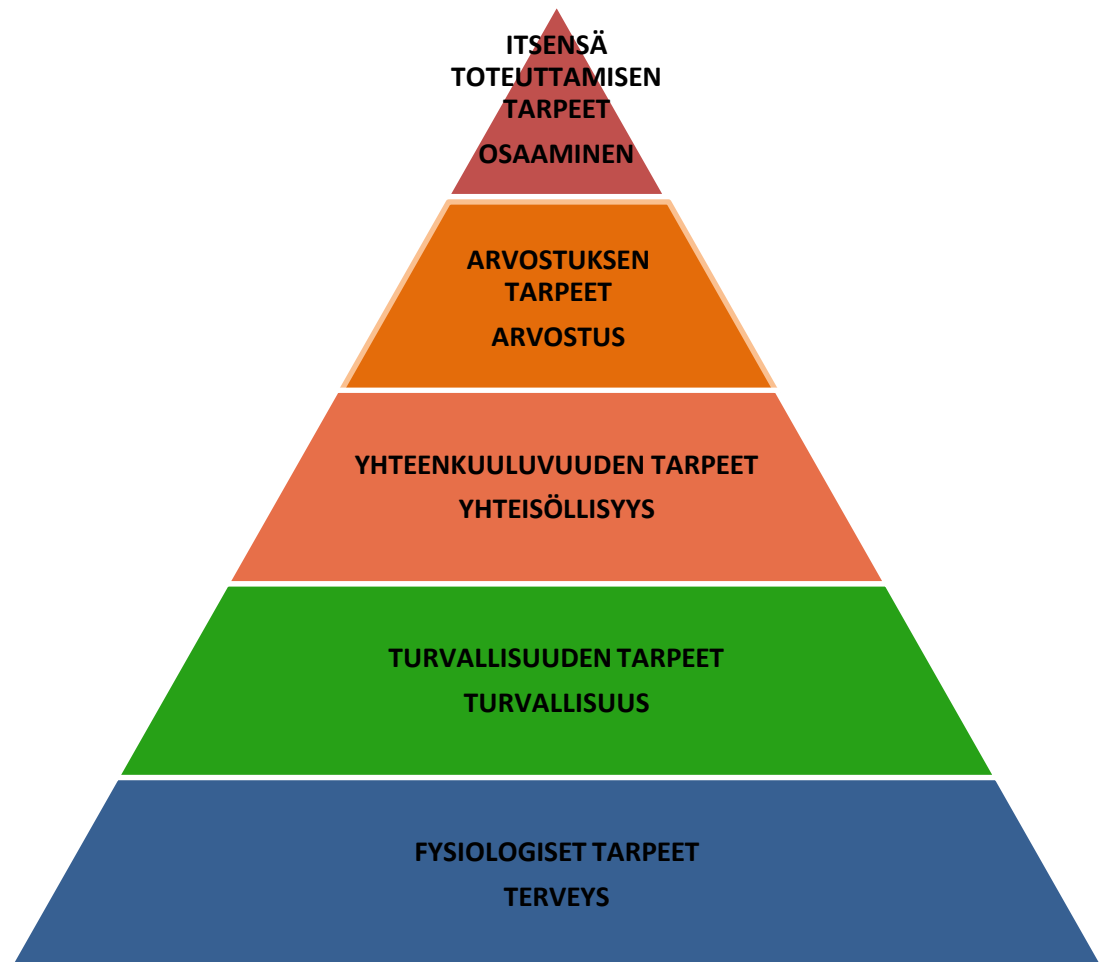 ITSENSÄ
TOTEUTTAMISEN
TARPEET
OSAAMINEN
ARVOSTUKSEN
TARPEET
ARVOSTUS
YHTEENKUULUVUUDEN TARPEET
YHTEISÖLLISYYS
TURVALLISUUDEN TARPEET
TURVALLISUUS
FYSIOLOGISET TARPEET
TERVEYS